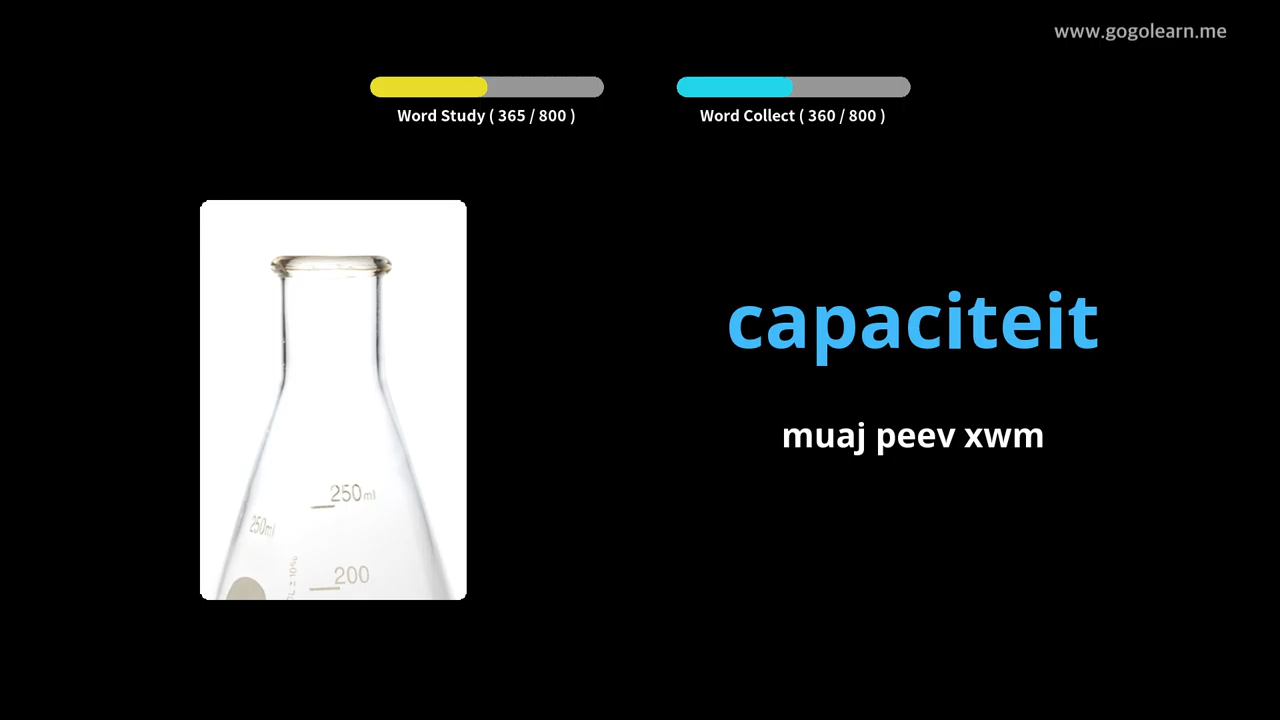 www.gogolearn.me
Word Study ( 365 / 800 )
Word Collect ( 360 / 800 )
capaciteit
muaj peev xwm
250ml
250ml
200